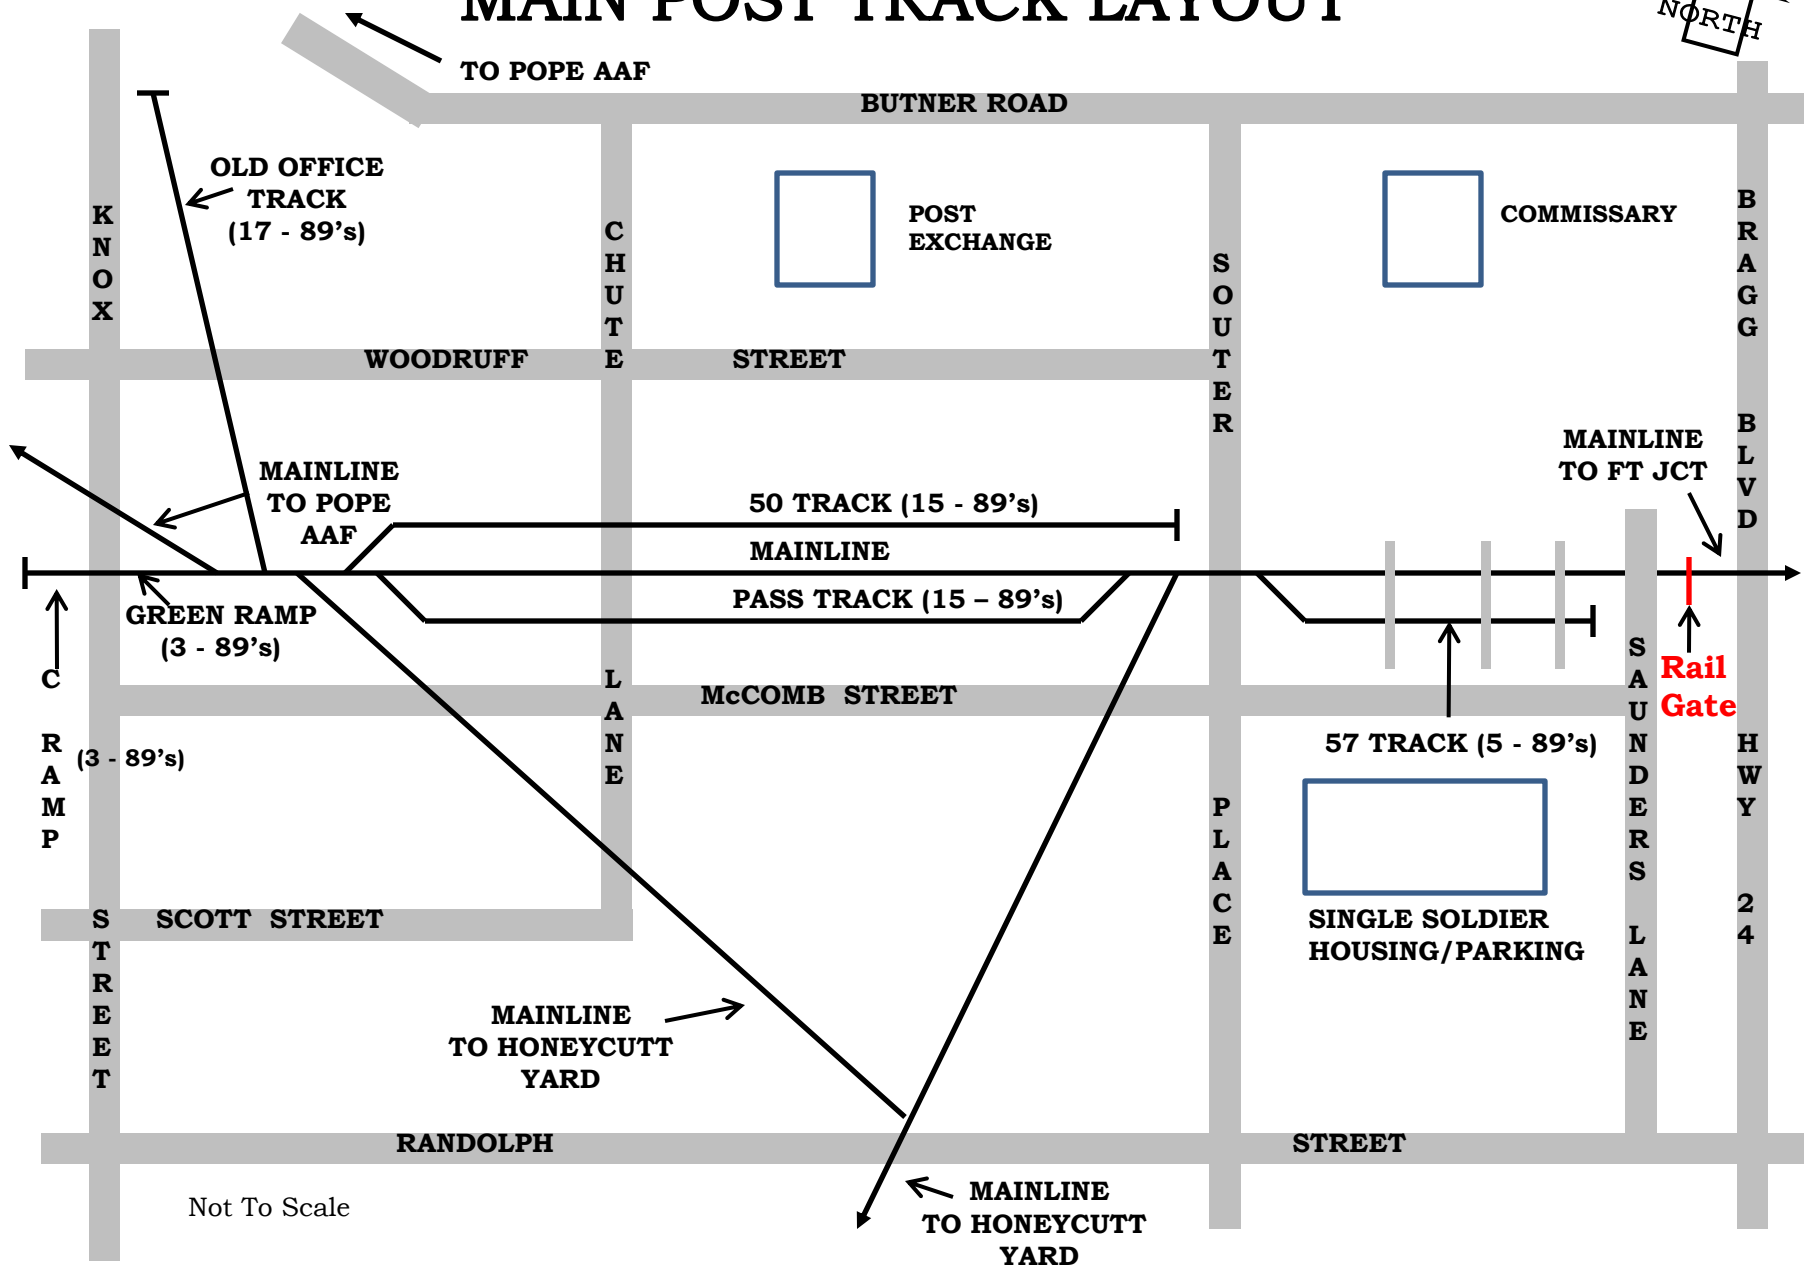 MAIN POST TRACK LAYOUT
NORTH
TO POPE AAF
BUTNER ROAD
OLD OFFICE
TRACK
(17 - 89's)
KNOX
CHUTE
POST
EXCHANGE
SOUTER
COMMISSARY
BRAGG
WOODRUFF STREET
BLVD
MAINLINE
TO FT JCT
MAINLINE
TO POPE
AAF
50 TRACK (15 - 89's)
MAINLINE
PASS TRACK (15 – 89's)
GREEN RAMP
(3 - 89's)
C
RAMP
(3 - 89's)
LANE
McCOMB STREET
Rail
Gate
57 TRACK (5 - 89's)
SAUNDERS
LANE
HWY
24
PLACE
SINGLE SOLDIER
HOUSING/PARKING
STREET
SCOTT STREET
MAINLINE
TO HONEYCUTT
YARD
RANDOLPH STREET
Not To Scale
MAINLINE
TO HONEYCUTT
YARD